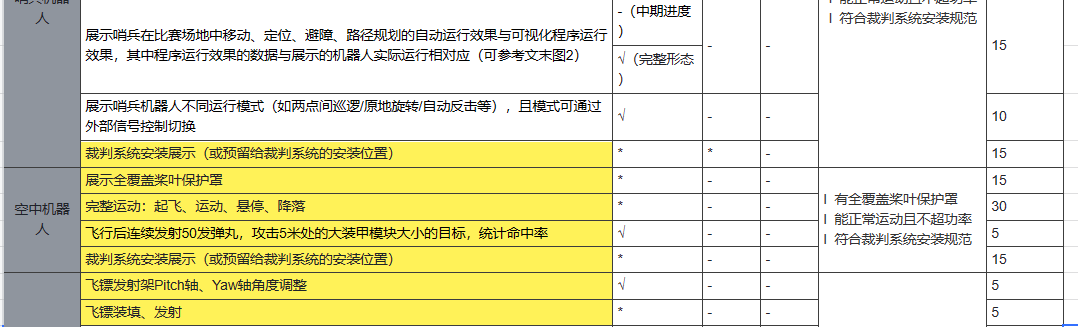 哨兵机器人
l 能正常运动且不超功率
l 符合裁判系统安装规范
展示哨兵在比赛场地中移动、定位、避障、路径规划的自动运行效果与可视化程序运行
效果，其中程序运行效果的数据与展示的机器人实际运行相对应（可参考文末图2）
-（中期进度
）
√（完整形态
）
-
-
15
展示哨兵机器人不同运行模式（如两点间巡逻/原地旋转/自动反击等），且模式可通过
外部信号控制切换
√
-
-
10
裁判系统安装展示（或预留给裁判系统的安装位置）
*
*
-
15
空中机器
人
展示全覆盖桨叶保护罩
*
-
-
15
完整运动：起飞、运动、悬停、降落
*
-
-
30
飞行后连续发射50发弹丸，攻击5米处的大装甲模块大小的目标，统计命中率
√
-
-
5
裁判系统安装展示（或预留给裁判系统的安装位置）
*
-
-
15
l 有全覆盖桨叶保护罩
l 能正常运动且不超功率
l 符合裁判系统安装规范
飞镖发射架Pitch轴、Yaw轴角度调整
√
-
-
5
飞镖装填、发射
*
-
-
5